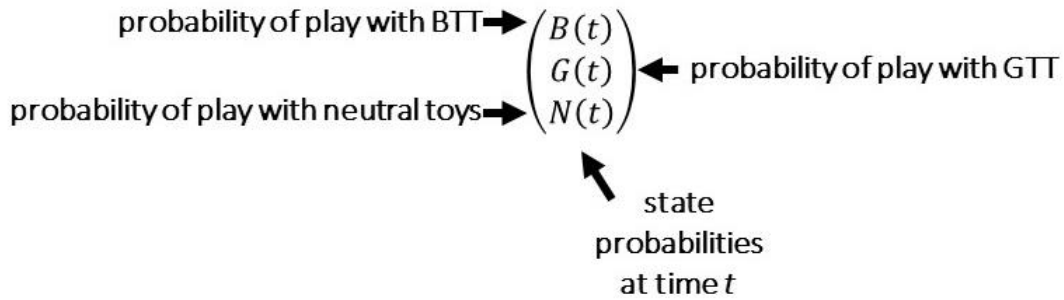 probability of play with BTT
B(t)
G(t)
probability of play with GTT
probability of play with neutral toys
N(t)
state
probabilities
at time t